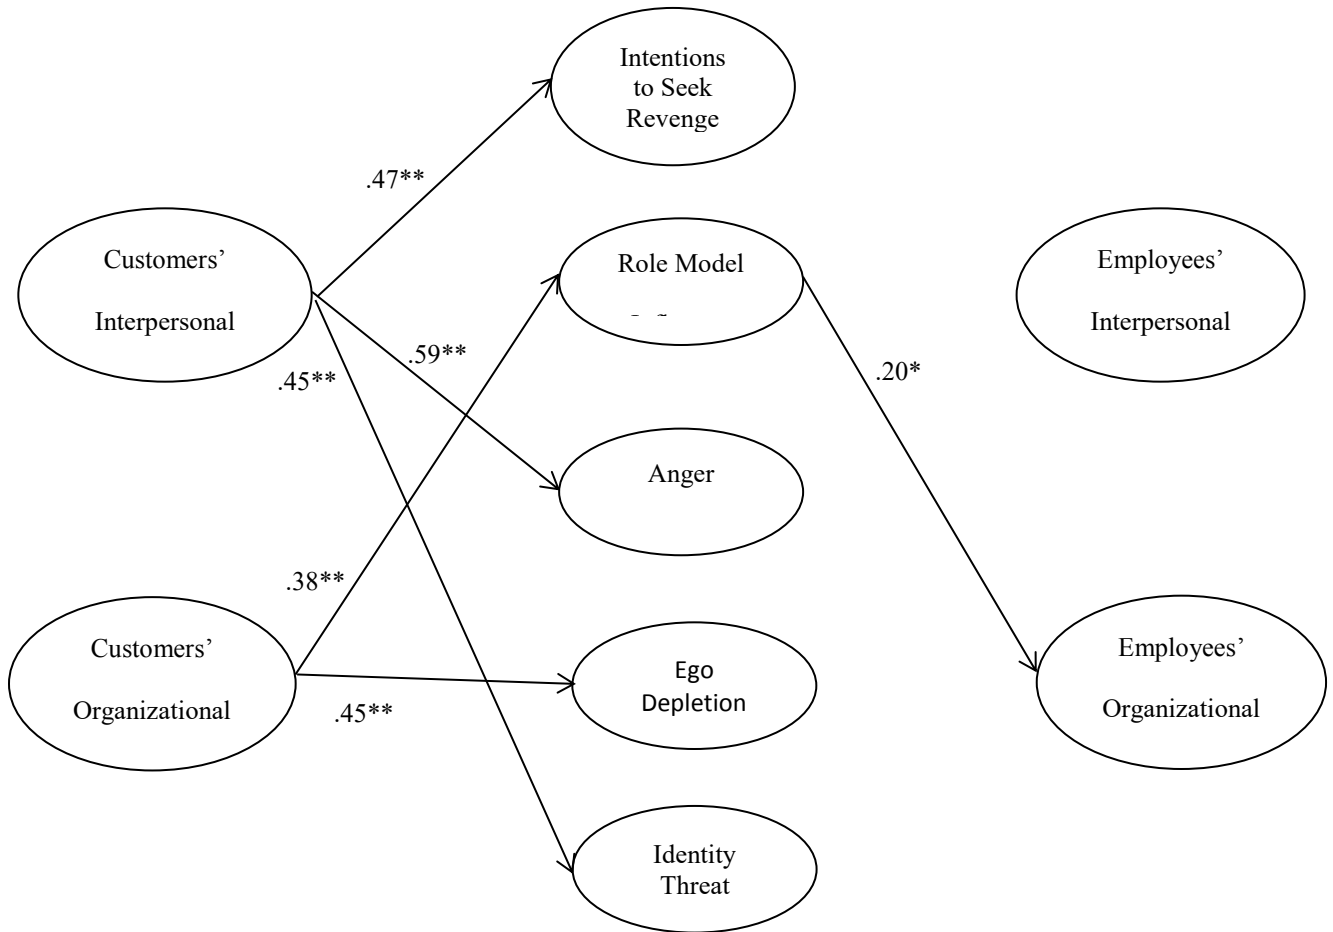 Intentions
to Seek
Revenge
.47**
Customers’
Interpersonal
Role Model
Employees’
Interpersonal
.59**
.45**
.20*
Anger
.38**
Customers’
Organizational
Ego
Depletion
.45**
Employees’
Organizational
Identity
Threat